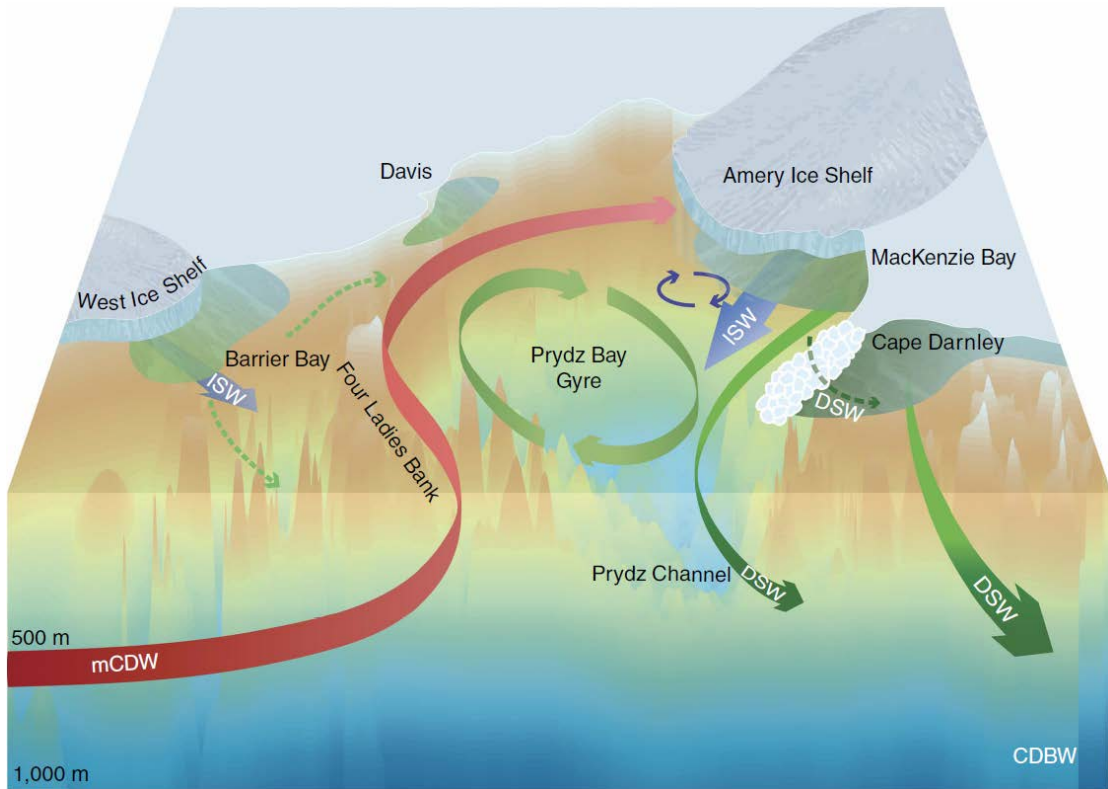 Davis
Amery Ice Shelf
West Ice Shelf
MacKenzie Bay
ISW
Barrier Bay
ISW
Four Ladies Bank
Prydz Bay
Gyre
Cape Darnley
DSW
Prydz Channel
DSW
DSW
500 m
mCDW
CDBW
1,000 m